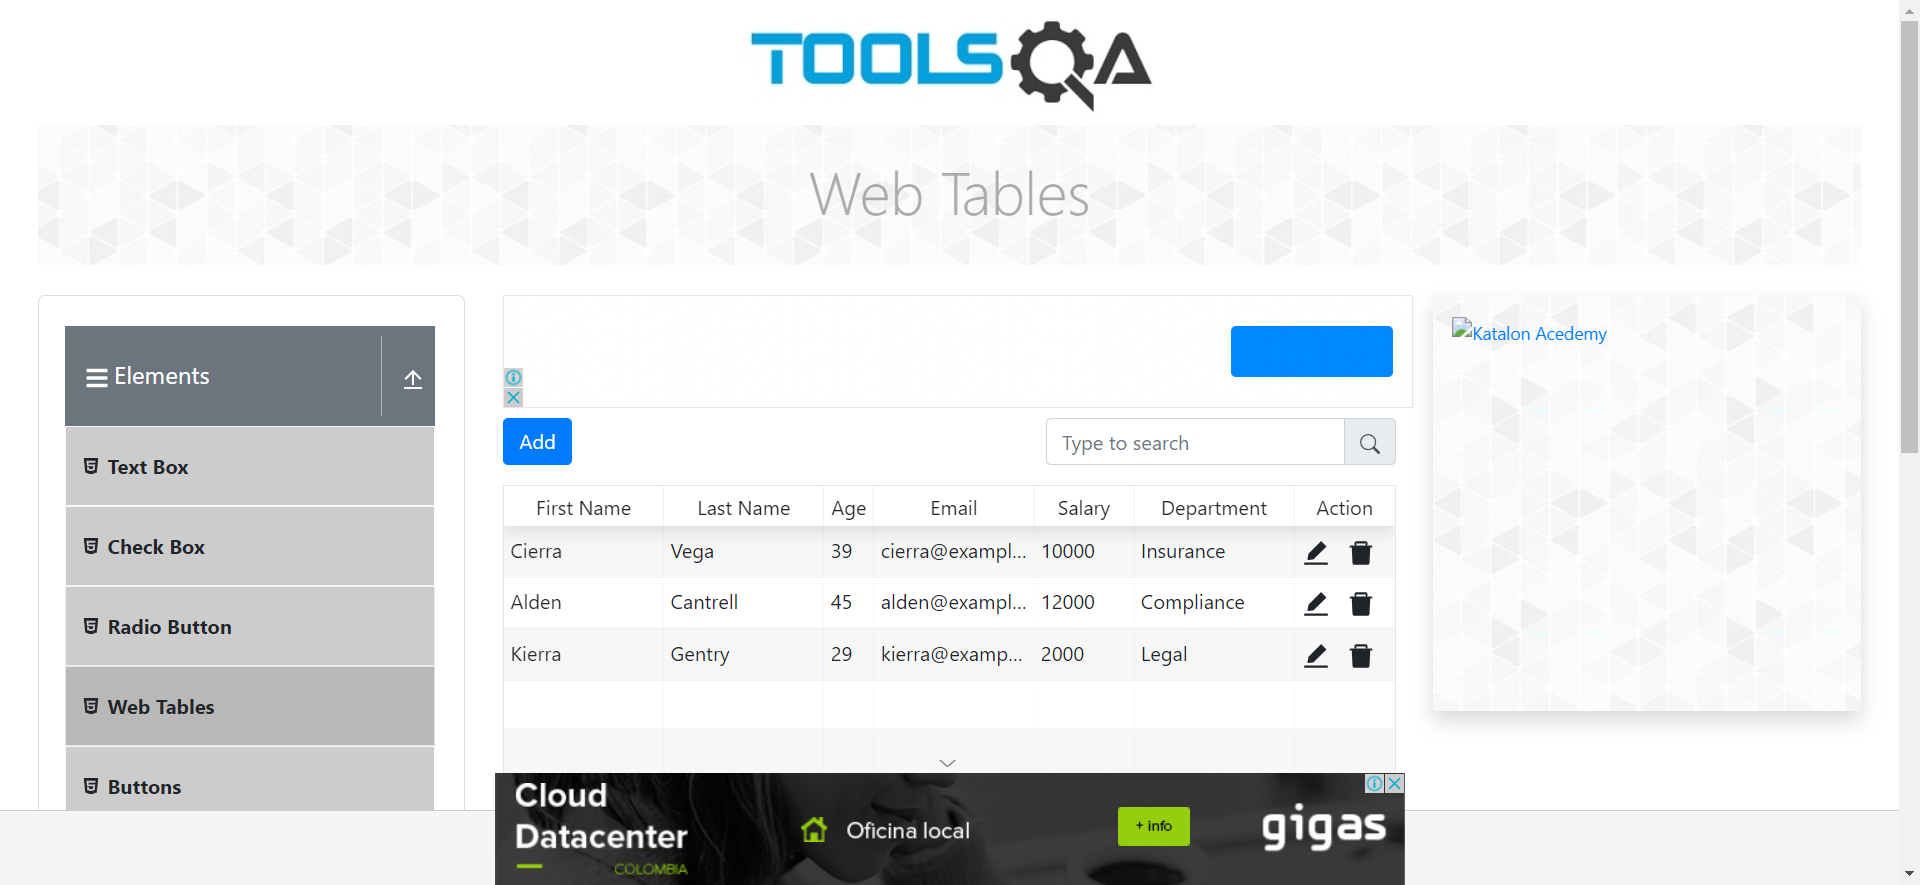 TOOLSQA
Web Tables
Elements
Text Box
Check Box
Radio Button
Web Tables
Buttons
Add
Type to search
First Name Last Name Age Email Salary Department Action
Cierra Vega 39 cierra@exampl... 10000 Insurance
Alden Cantrell 45 alden@exampl... 12000 Compliance
Kierra Gentry 29 kierra@examp... 2000 Legal
Katalon Acedemy
Cloud
Datacenter
COLOMBIA
Oficina local
+ info
gigas